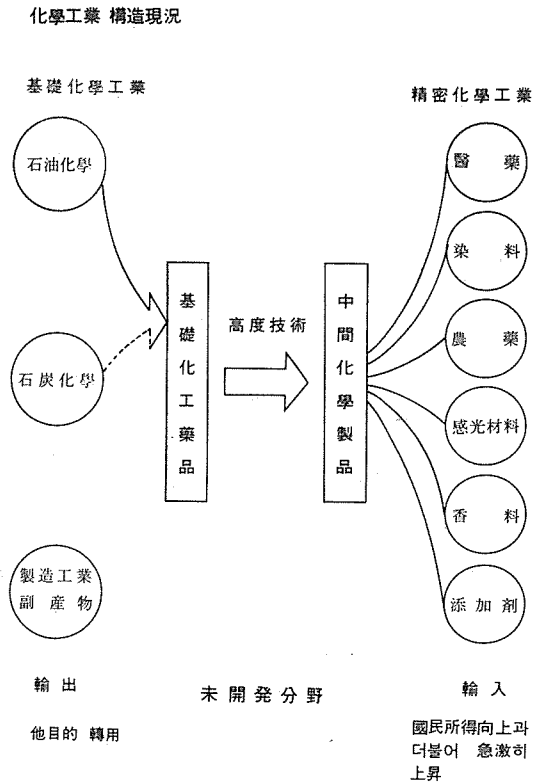 化學工業 構造現況
基礎化學工業
石油化學
石炭化學
製造工業
副産物
基礎化工藥品
高度技術
中間化學製品
精密化學工業
醫藥
染料
農藥
感光材料
香料
添加劑
輸出
他目的 轉用
未開發分野
輸入
國民所得向上과
더불어 急激히
上昇